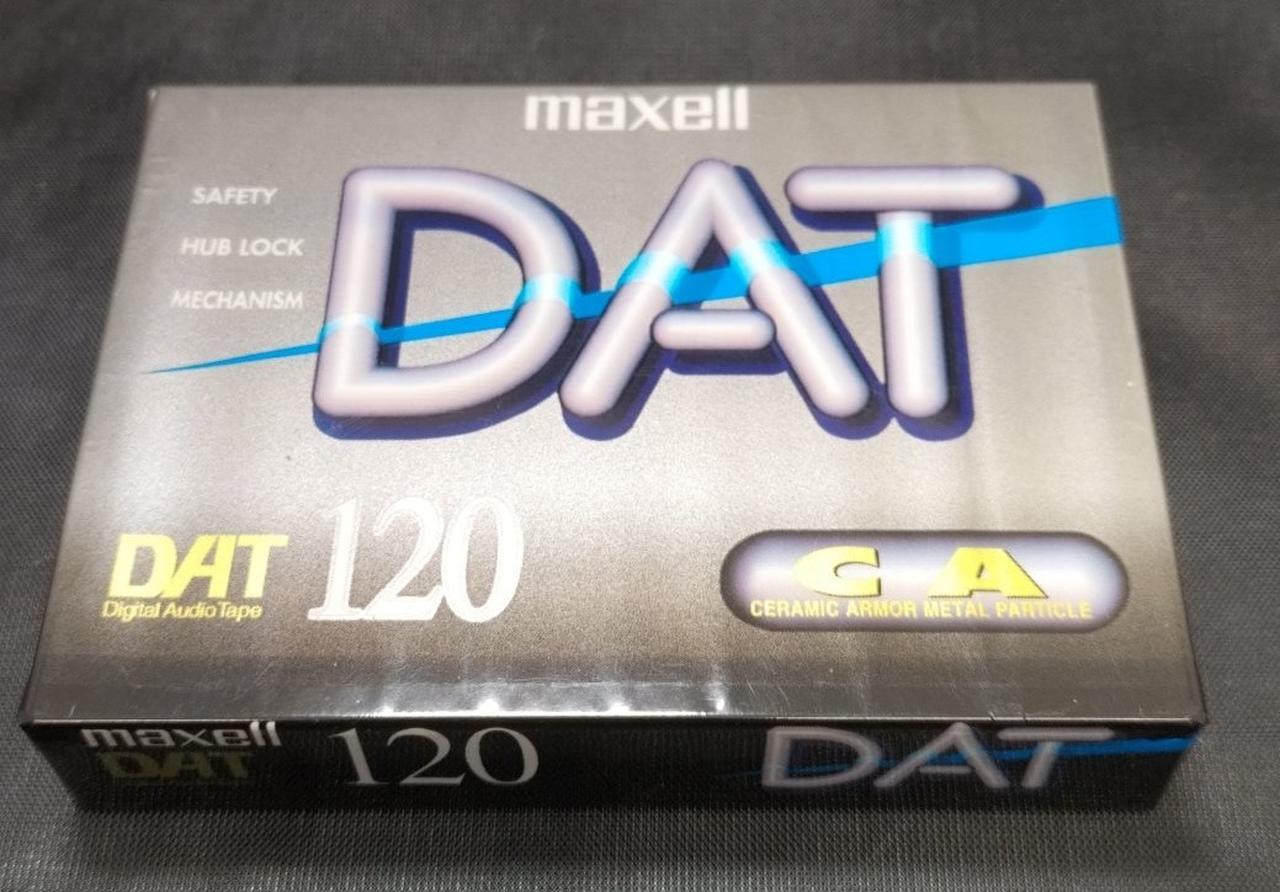 maxell
SAFETY
HUB LOCK
MECHANISM
DAT
DAT
Digital Audio Tape
120
CA
CERAMIC ARMOR METAL PARTICLE
maxell
DAT
120
DAT